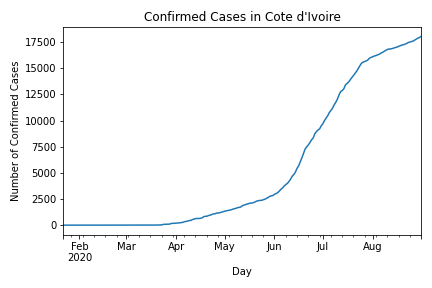 Confirmed Cases in Cote d'Ivoire
Number of Confirmed Cases
17500
15000
12500
10000
7500
5000
2500
0
Feb Mar Apr May Jun Jul Aug
2020
Day